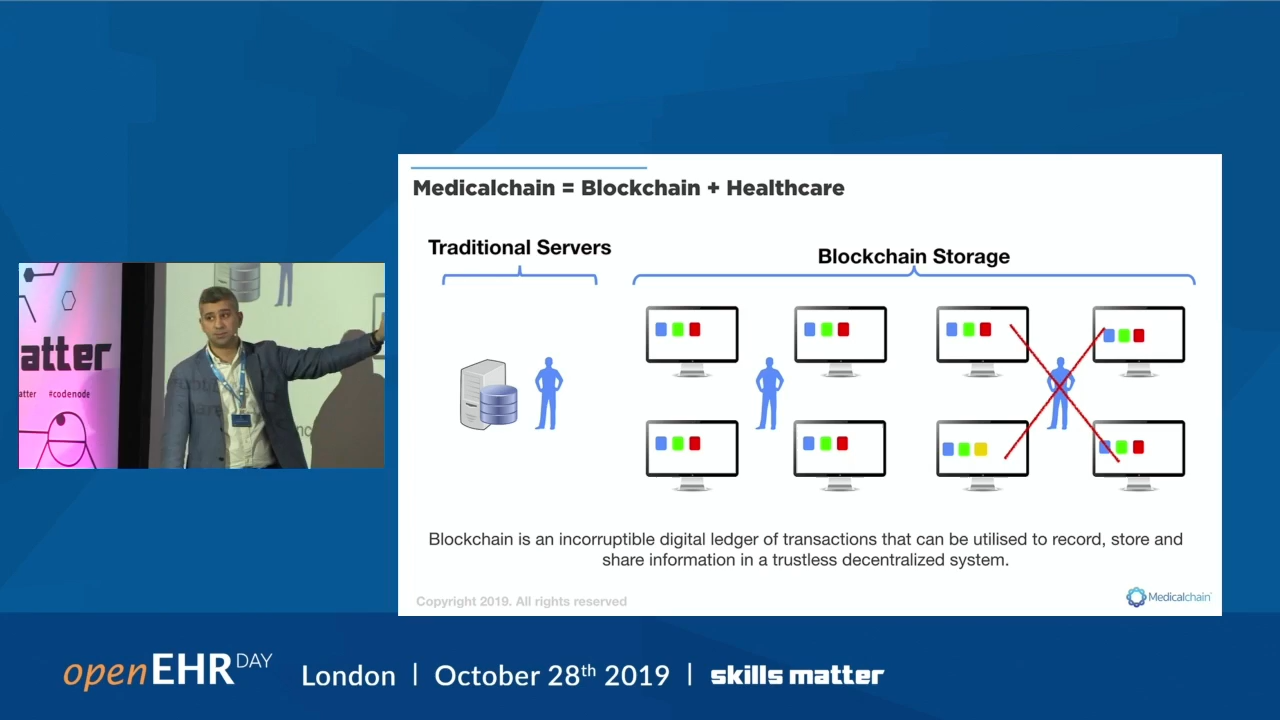 Medicalchain = Blockchain + Healthcare
Traditional Servers
Blockchain Storage
Blockchain is an incorruptible digital ledger of transactions that can be utilised to record, store and
share information in a trustless decentralized system.
Copyright 2019. All rights reserved
Medicalchain
atter
atter #codenode
openEHR DAY London | October 28th 2019 | skills matter